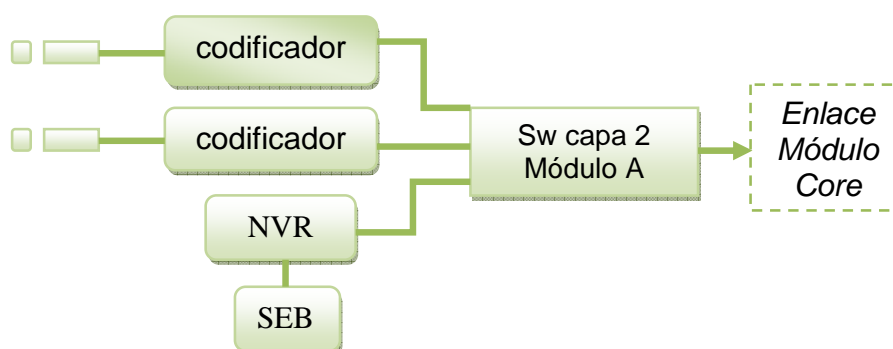 codificador
codificador
NVR
SEB
Sw capa 2
Módulo A
Enlace
Módulo
Core